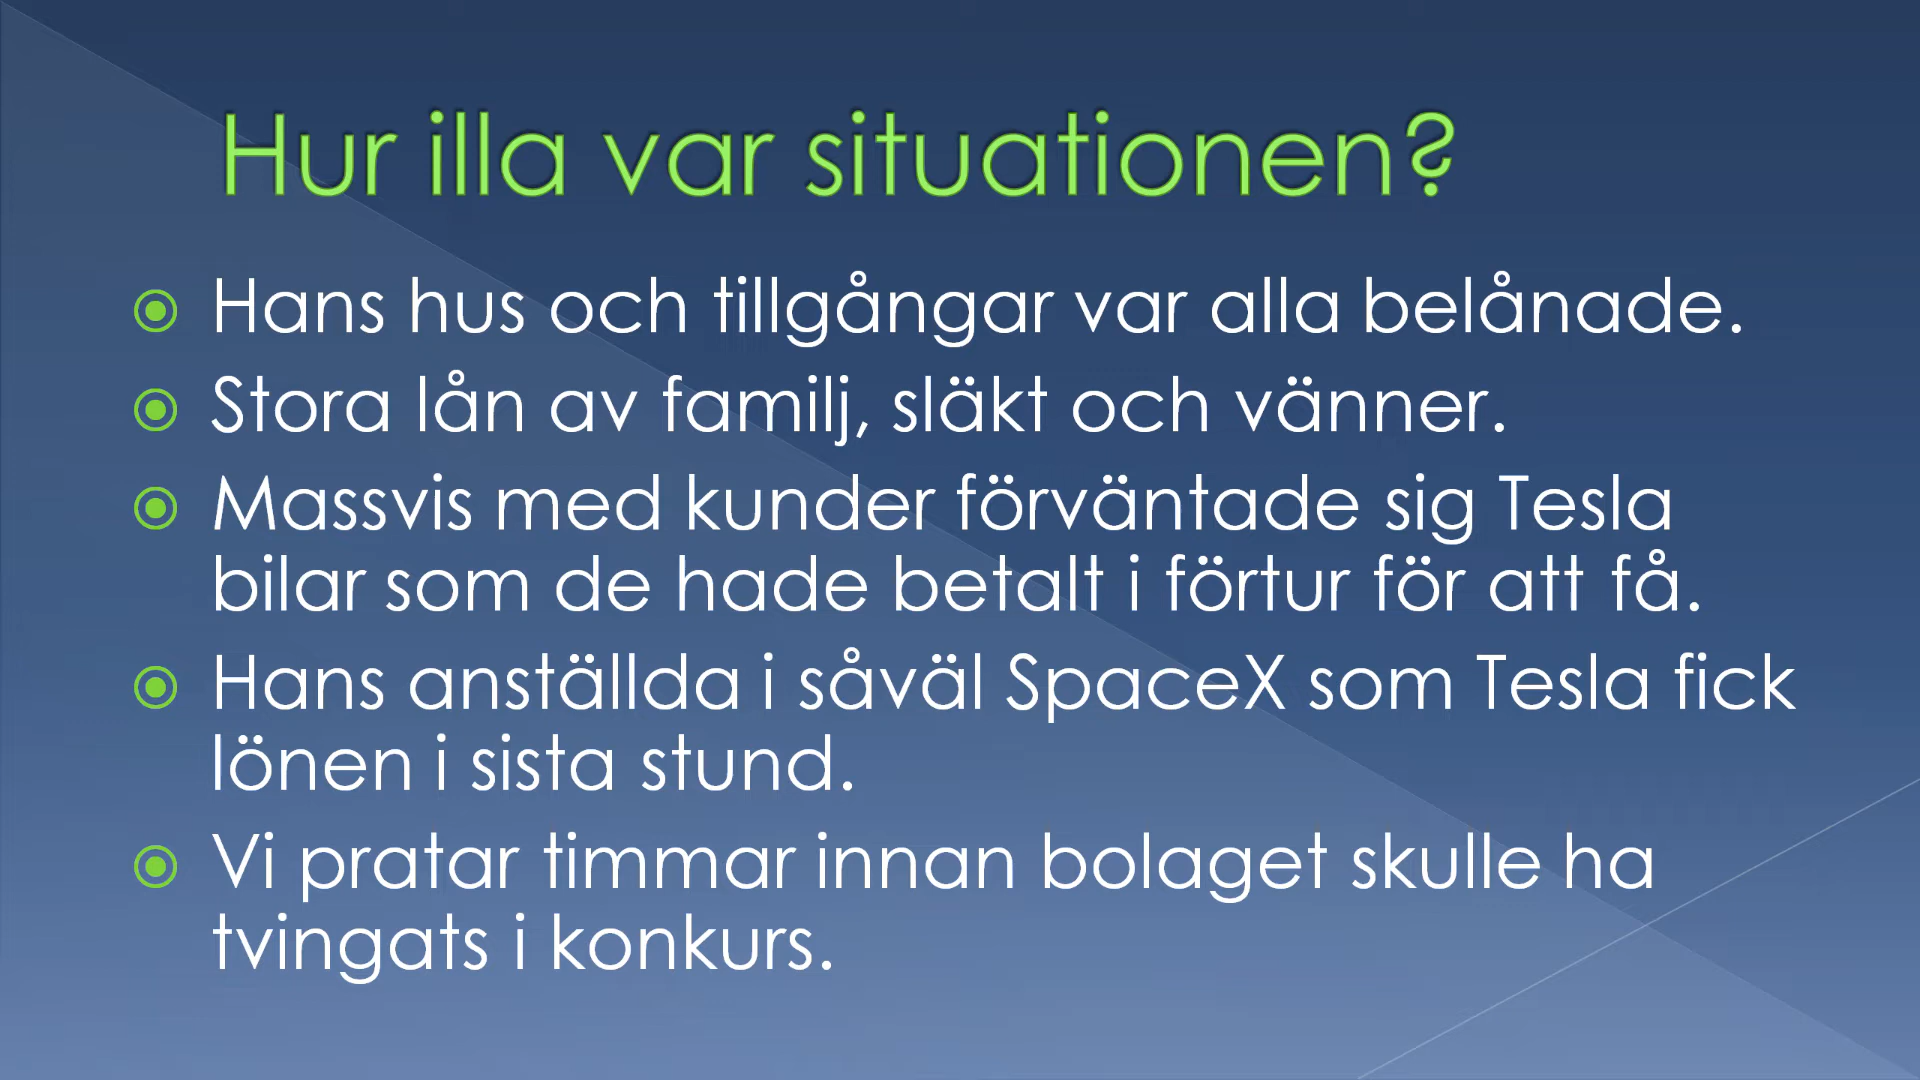 Hur illa var situationen?
Hans hus och tillgångar var alla belånade.
Stora lån av familj, släkt och vänner.
Massvis med kunder förväntade sig Tesla
bilar som de hade betalt i förtur för att få.
Hans anställda i såväl SpaceX som Tesla fick
lönen i sista stund.
Vi pratar timmar innan bolaget skulle ha
tvingats i konkurs.